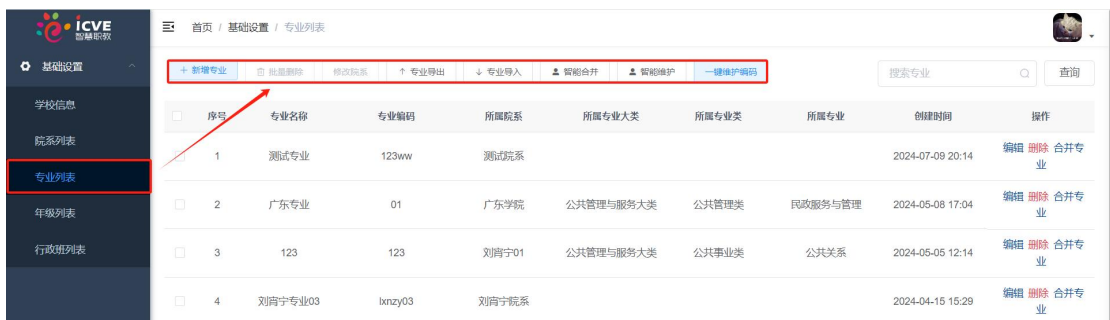 icve
智慧职教
首页 / 基础设置 / 专业列表
基础设置
学校信息
院系列表
专业列表
年级列表
行政班列表
+ 新增专业 批量删除 修改院系 ↑ 专业导出 ↓ 专业导入 智能合并 智能维护 一键维护编码 搜索专业 查询
序号 专业名称 专业编码 所属院系 所属专业大类 所属专业类 所属专业 创建时间 操作
1 测试专业 123ww 测试院系 2024-07-09 20:14 编辑 删除 合并专
业
2 广东专业 01 广东学院 公共管理与服务大类 公共管理类 民政服务与管理 2024-05-08 17:04 编辑 删除 合并专
业
3 123 123 刘宵宁01 公共管理与服务大类 公共事业类 公共关系 2024-05-05 12:14 编辑 删除 合并专
业
4 刘宵宁专业03 lxnzy03 刘宵宁院系 2024-04-15 15:29 编辑 删除 合并专
业